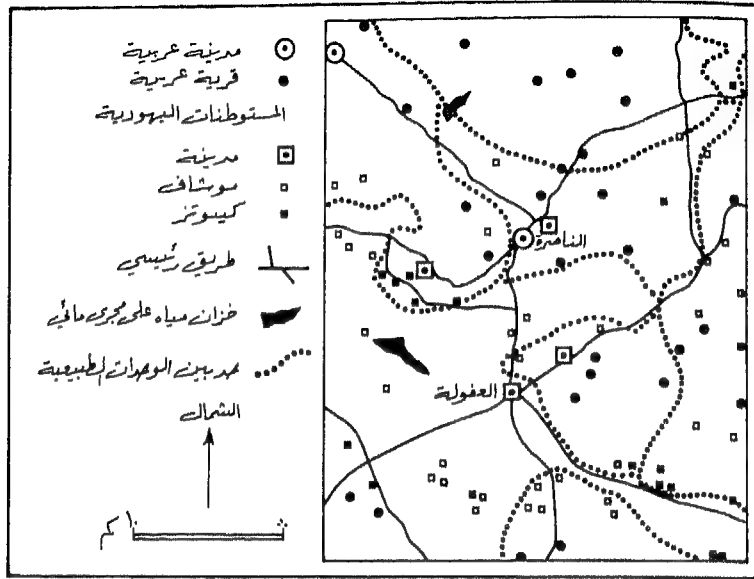 مدينة عربية
قرية عربية
المستوطنات اليهودية
مدينة
موشاف
كيبوتز
طريق رئيسي
خزان مياه على مجرى مائي
حد بين الوحدات الطبيعية
الشمال
١٠ كم
الناصرة
العفولة